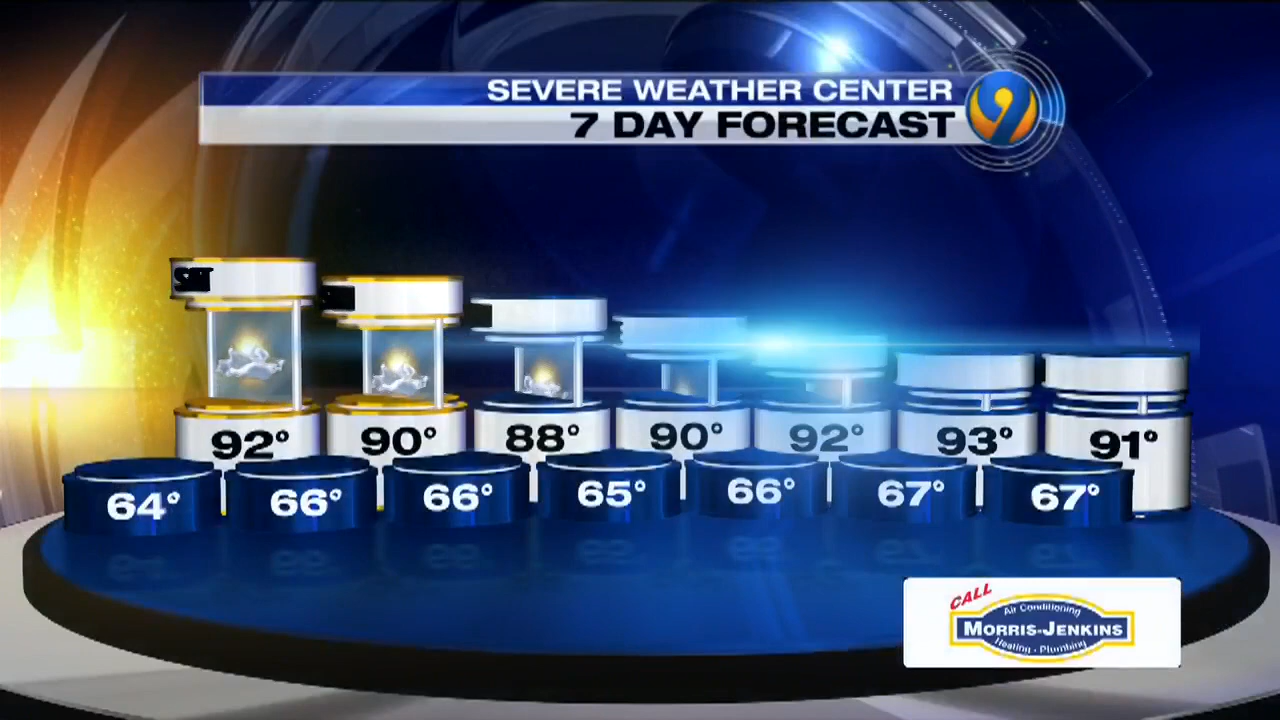 SEVERE WEATHER CENTER 9
7 DAY FORECAST
92° 90° 88° 90° 92° 93° 91°
64° 66° 66° 65° 66° 67° 67°
CALL
Air Conditioning
MORRIS-JENKINS
Heating - Plumbing